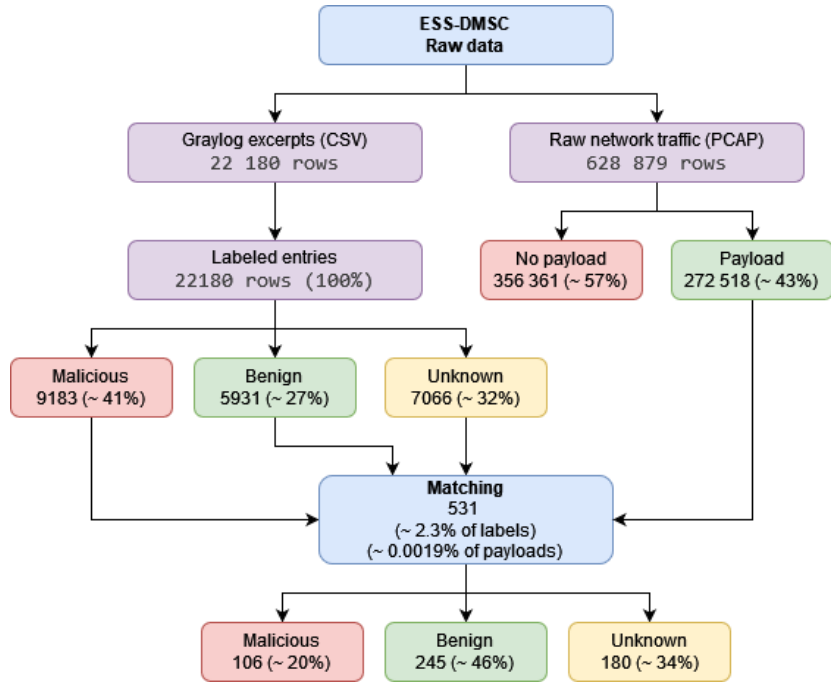 ESS-DMSC
Raw data
Graylog excerpts (CSV)
22 180 rows
Raw network traffic (PCAP)
628 879 rows
Labeled entries
22180 rows (100%)
No payload
356 361 (~ 57%)
Payload
272 518 (~ 43%)
Malicious
9183 (~ 41%)
Benign
5931 (~ 27%)
Unknown
7066 (~ 32%)
Matching
531
(~ 2.3% of labels)
(~ 0.0019% of payloads)
Malicious
106 (~ 20%)
Benign
245 (~ 46%)
Unknown
180 (~ 34%)